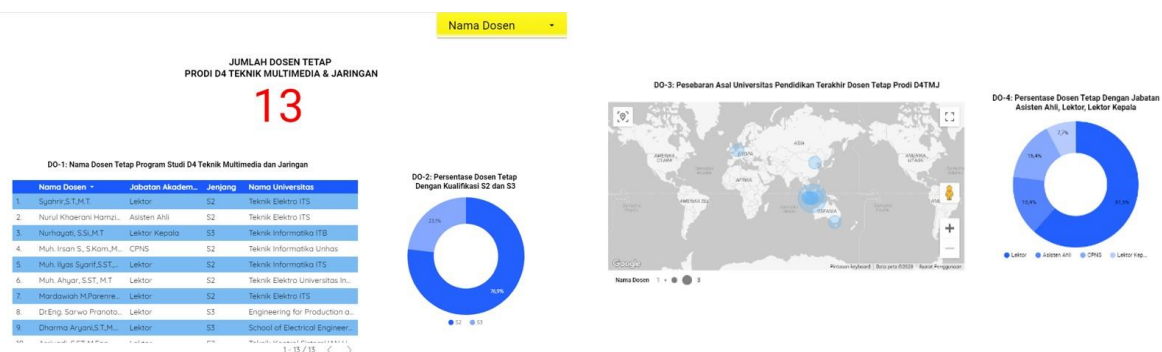 Nama Dosen
JUMLAH DOSEN TETAP
PRODI D4 TEKNIK MULTIMEDIA & JARINGAN
13
DO-1: Nama Dosen Tetap Program Studi D4 Teknik Multimedia dan Jaringan
Nama Dosen Jabatan Akadem... Jenjang Nama Universitas
1. Syahrir,S.T,M.T. Lektor S2 Teknik Elektro ITS
2. Nurul Khaerani Hamzi... Asisten Ahli S2 Teknik Elektro ITS
3. Nurhayati, S.Si.,M.T Lektor Kepala S3 Teknik Informatika ITB
4. Muh. Irsan S., S.Kom.,M... CPNS S2 Teknik Informatika Unhas
5. Muh. Ilyas Syarif,S.ST,... Lektor S2 Teknik Informatika ITS
6. Muh. Ahyar, S.ST, M.T Lektor S2 Teknik Elektro Universitas In...
7. Mardawiah M.Parenre... Lektor S2 Teknik Elektro ITS
8. Dr.Eng. Sarwo Pranoto... Lektor S3 Engineering for Production a...
9. Dharma Aryani,S.T.,M... Lektor S3 School of Electrical Engineer...
1 - 13 / 13
DO-2: Persentase Dosen Tetap
Dengan Kualifikasi S2 dan S3
23,1%
76,9%
S2 S3
DO-3: Pesebaran Asal Universitas Pendidikan Terakhir Dosen Tetap Prodi D4TMJ
ASIA
AFRIKA
Google
Pintasan keyboard Data peta ©2023
Nama Dosen 1 3
DO-4: Persentase Dosen Tetap Dengan Jabatan
Asisten Ahli, Lektor, Lektor Kepala
7,7%
15,4%
15,4%
61,5%
Lektor Asisten Ahli CPNS Lektor Kep...